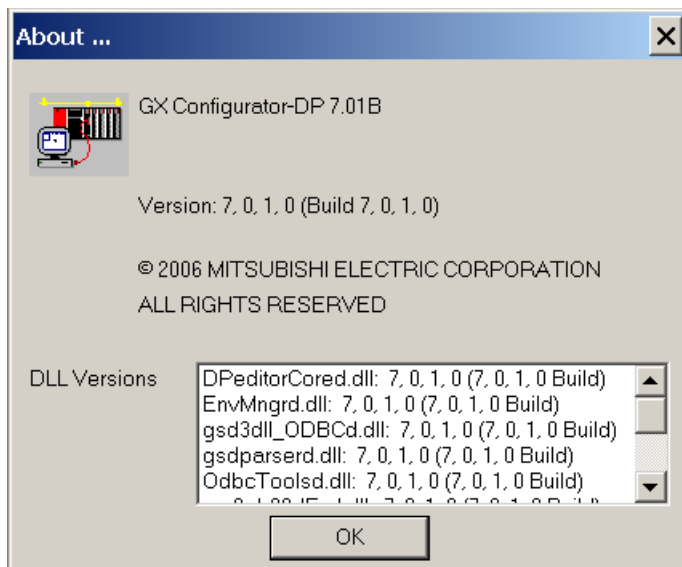 About ...
GX Configurator-DP 7.01B
Version: 7, 0, 1, 0 (Build 7, 0, 1, 0)
© 2006 MITSUBISHI ELECTRIC CORPORATION
ALL RIGHTS RESERVED
DLL Versions
DPeditorCored.dll: 7, 0, 1, 0 (7, 0, 1, 0 Build)
EnvMngrd.dll: 7, 0, 1, 0 (7, 0, 1, 0 Build)
gsd3dll_ODBCd.dll: 7, 0, 1, 0 (7, 0, 1, 0 Build)
gsdparserd.dll: 7, 0, 1, 0 (7, 0, 1, 0 Build)
OdbcToolsd.dll: 7, 0, 1, 0 (7, 0, 1, 0 Build)
OK